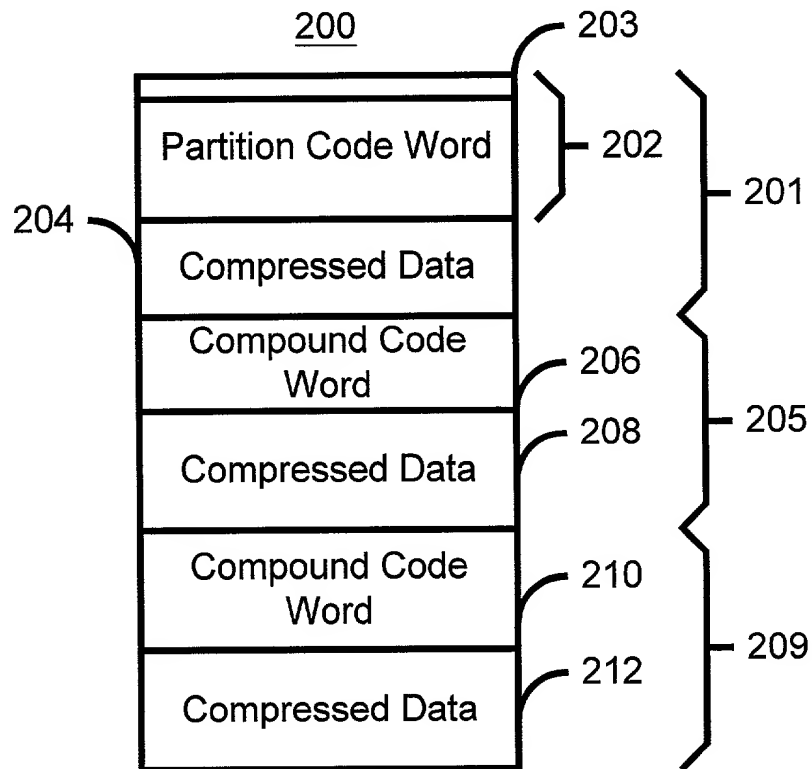 200
203
Partition Code Word
202
201
204
Compressed Data
Compound Code
Word
206
205
208
Compressed Data
Compound Code
Word
210
209
212
Compressed Data